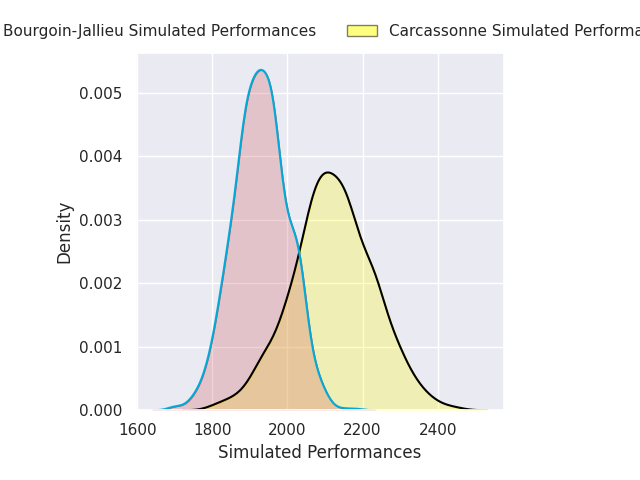 Bourgoin-Jallieu Simulated Performances
Carcassonne Simulated Performa
0.005
0.004
0.003
0.002
0.001
0.000
Density
1600 1800 2000 2200 2400
Simulated Performances